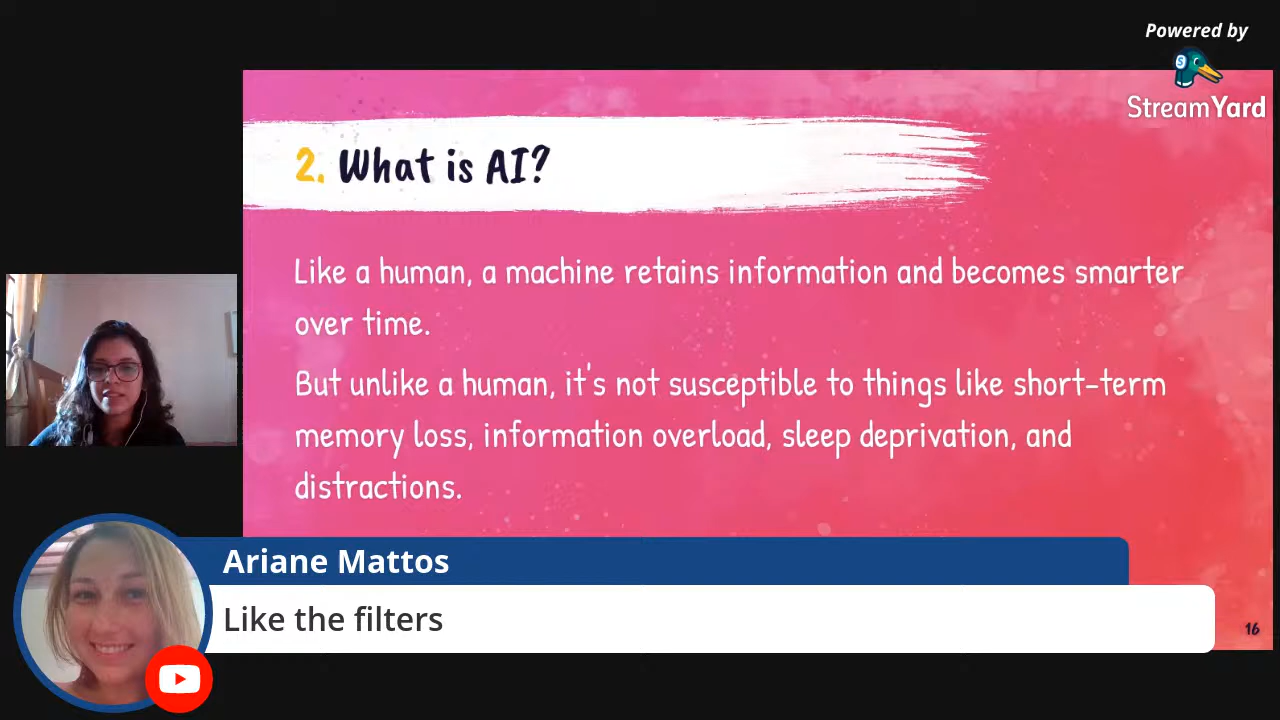 Powered by
StreamYard
2. What is AI?
Like a human, a machine retains information and becomes smarter
over time.
But unlike a human, it's not susceptible to things like short-term
memory loss, information overload, sleep deprivation, and
distractions.
Ariane Mattos
Like the filters
16